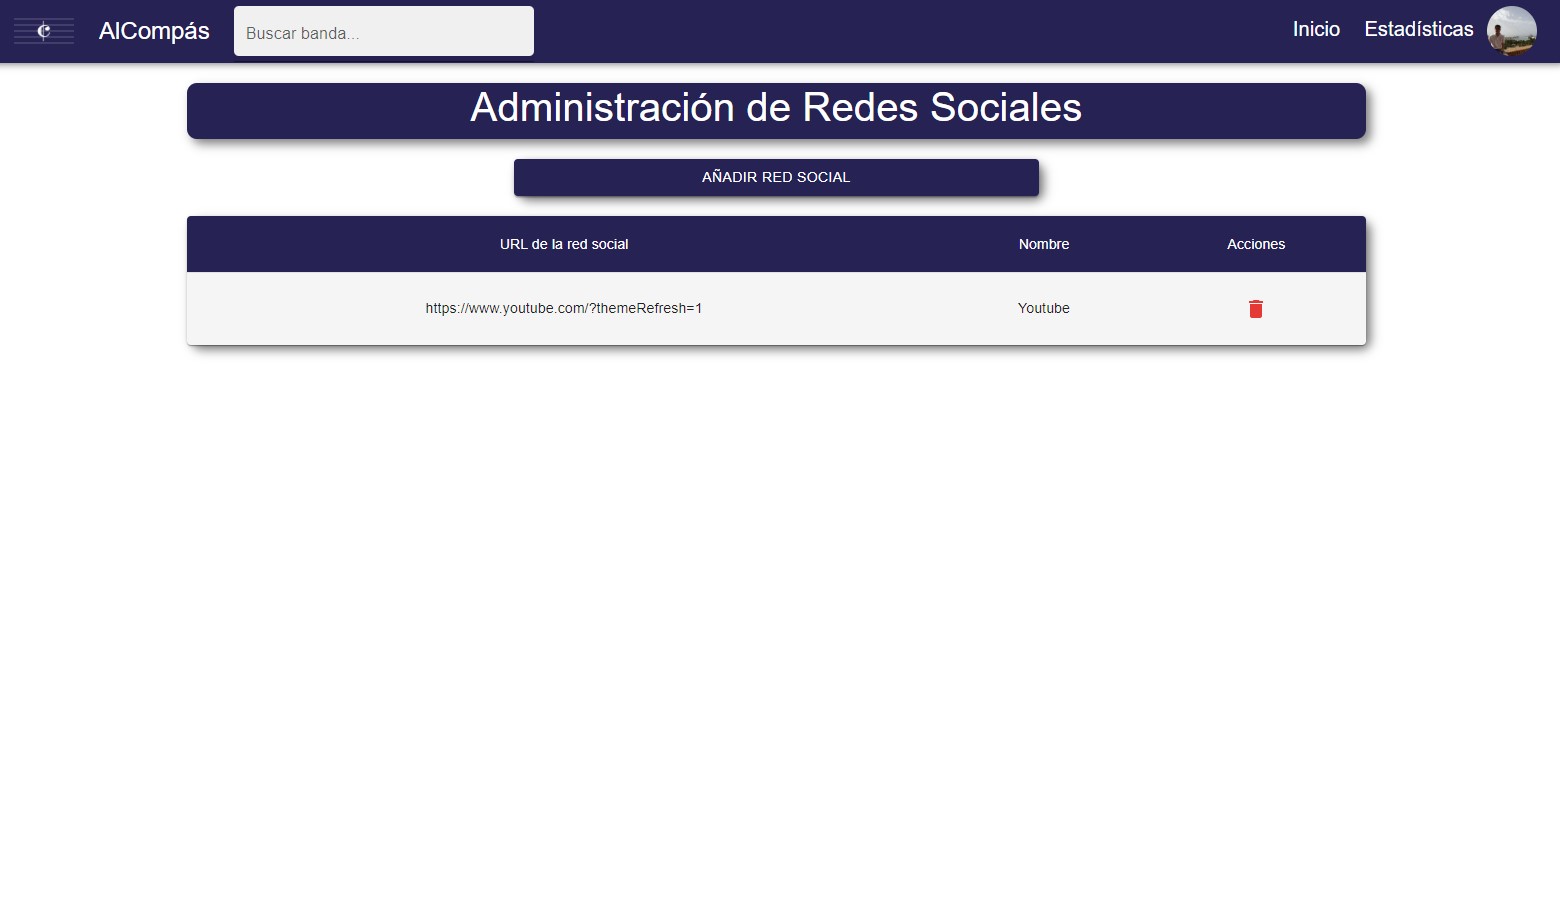 AlCompás
Buscar banda...
Inicio
Estadísticas
Administración de Redes Sociales
AÑADIR RED SOCIAL
URL de la red social
Nombre
Acciones
https://www.youtube.com/?themeRefresh=1
Youtube